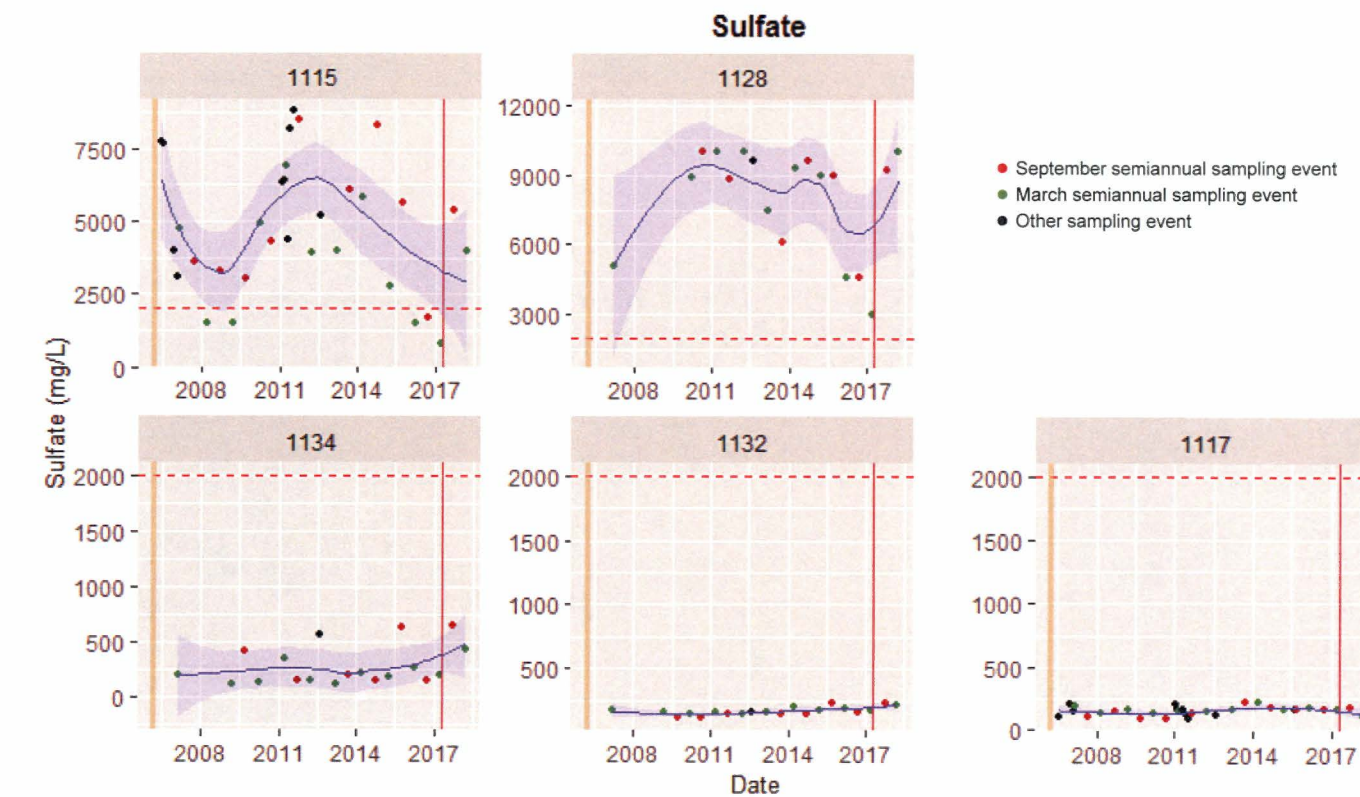 Sulfate
1115
1128
September semiannual sampling event
March semiannual sampling event
Other sampling event
Sulfate (mg/L)
7500
5000
2500
0
2008 2011 2014 2017
12000
9000
6000
3000
2008 2011 2014 2017
1134
1132
1117
2000
1500
1000
500
0
2008 2011 2014 2017
2000
1500
1000
500
2008 2011 2014 2017
2000
1500
1000
500
0
2008 2011 2014 2017
Date